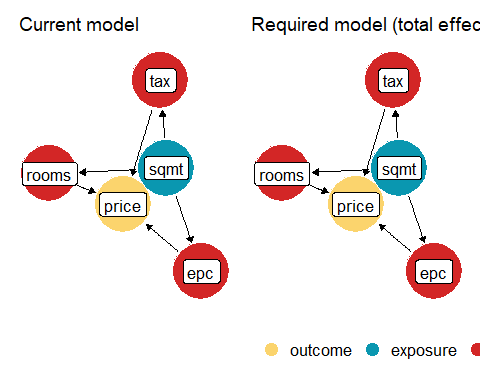 Current model
Required model (total effec
tax
sqmt
rooms
price
epc
tax
sqmt
rooms
price
epc
outcome
exposure